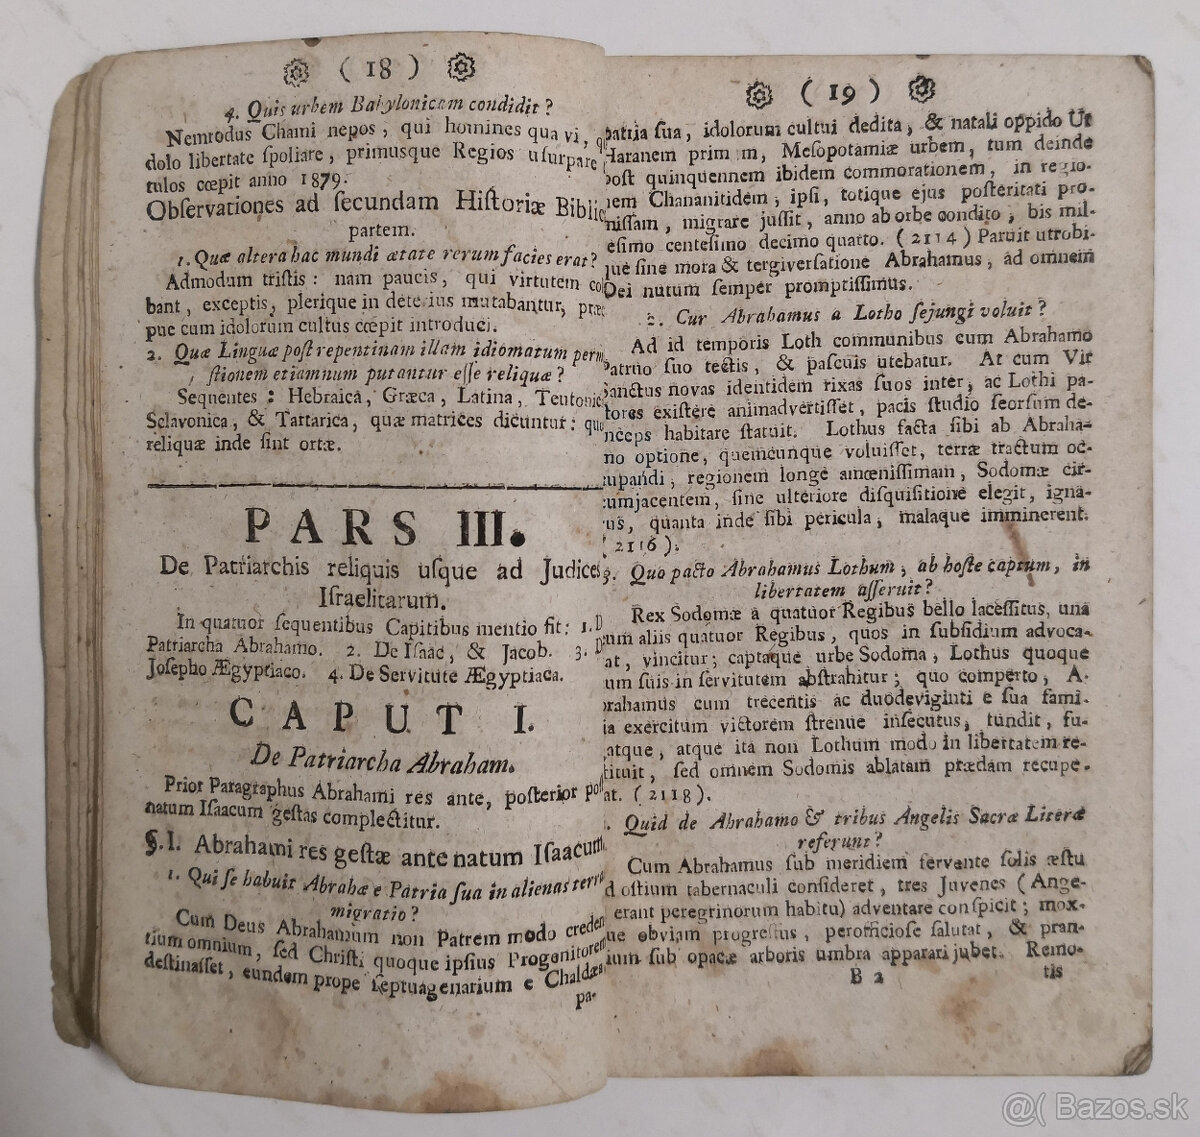 ( 18 )
4. Quis urbem Babylonicam condidit ?
Nemrodus Chami nepos, qui homines qua vi,
dolo libertate ſpoliare, primusque Regios uſurpare
tulos cœpit anno 1879.
Obſervationes ad ſecundam Hiſtoriæ Biblic
partem.
1. Quæ altera hac mundi ætate rerum facies erat ?
Admodum triſtis : nam paucis, qui virtutem co
bant, exceptis, plerique in deterius mutabantur, præ
pue cum idolorum cultus cœpit introduci.
2. Quæ Linguæ poſt repentinam illam idiomatum perm
ſtionem etiamnum putantur eſſe reliquæ ?
Sequentes : Hebraica, Græca, Latina, Teutonic
Sclavonica, & Tartarica, quæ matrices dicuntur : quo
reliquæ inde ſint ortæ.
PARS III.
De Patriarchis reliquis uſque ad Judices
Iſraelitarum.
In quatuor ſequentibus Capitibus mentio fit: 1. D
Patriarcha Abrahamo. 2. De Iſaac, & Jacob. 3. D
Joſepho Ægyptiaco. 4. De Servitute Ægyptiaca.
CAPUT I.
De Patriarcha Abraham.
Prior Paragraphus Abrahami res ante, poſterior poſ
natum Iſaacum geſtas complectitur.
§. I. Abrahami res geſtæ ante natum Iſaacum.
1. Qui ſe habuit Abrahæ e Patria ſua in alienas terra
migratio ?
Cum Deus Abrahamum non Patrem modo creden
tium omnium, ſed Chriſti quoque ipſius Progenitorem
deſtinaſſet, eundem prope ſeptuagenarium e Chaldæa
pa-
( 19 )
patria ſua, idolorum cultui dedita, & natali oppido Ur
Haranem primum, Meſopotamiæ urbem, tum deinde
poſt quinquennem ibidem commorationem, in regio-
nem Chananitidem, ipſi, totique ejus poſteritati pro-
miſſam, migrare juſſit, anno ab orbe condito, bis mil-
eſimo centeſimo decimo quarto. (2114) Paruit utrobi-
que ſine mora & tergiverſatione Abrahamus, ad omnem
Dei nutum ſemper promptiſſimus.
2. Cur Abrahamus a Lotho ſejungi voluit ?
Ad id temporis Loth communibus cum Abrahamo
Patruo ſuo tectis, & paſcuis utebatur. At cum Vir
Sanctus novas identidem rixas ſuos inter, ac Lothi pa-
ſtores exiſtere animadvertiſſet, pacis ſtudio ſeorſum de-
inceps habitare ſtatuit. Lothus facta ſibi ab Abraha-
mo optione, quemcunque voluiſſet, terræ tractum oc-
cupandi, regionem longe amœniſſimam, Sodomæ cir-
cumjacentem, ſine ulteriore diſquiſitione elegit, igna-
rus, quanta inde ſibi pericula, malaque imminerent.
(2116).
3. Quo pacto Abrahamus Lothum, ab hoſte captum, in
libertatem aſſeruit ?
Rex Sodomæ a quatuor Regibus bello laceſſitus, una
cum aliis quatuor Regibus, quos in ſubſidium advoca-
at, vincitur; captaque urbe Sodoma, Lothus quoque
cum ſuis in ſervitutem abſtrahitur; quo comperto, A-
brahamus cum trecentis ac duodeviginti e ſua fami-
lia exercitum victorem ſtrenue inſecutus, fundit, fu-
gatque, atque ita non Lothum modo in libertatem re-
ſtituit, ſed omnem Sodomis ablatam prædam recupe-
rat. (2118).
4. Quid de Abrahamo & tribus Angelis Sacræ Literæ
referunt ?
Cum Abrahamus ſub meridiem fervente ſolis æſtu
ad oſtium tabernaculi conſideret, tres Juvenes (Ange-
li erant peregrinorum habitu) adventare conſpicit; mox-
que obviam progreſſus, perofficioſe ſalutat, & pran-
dium ſub opacæ arboris umbra apparari jubet. Remo-
B 2 tis
@( Bazos.sk